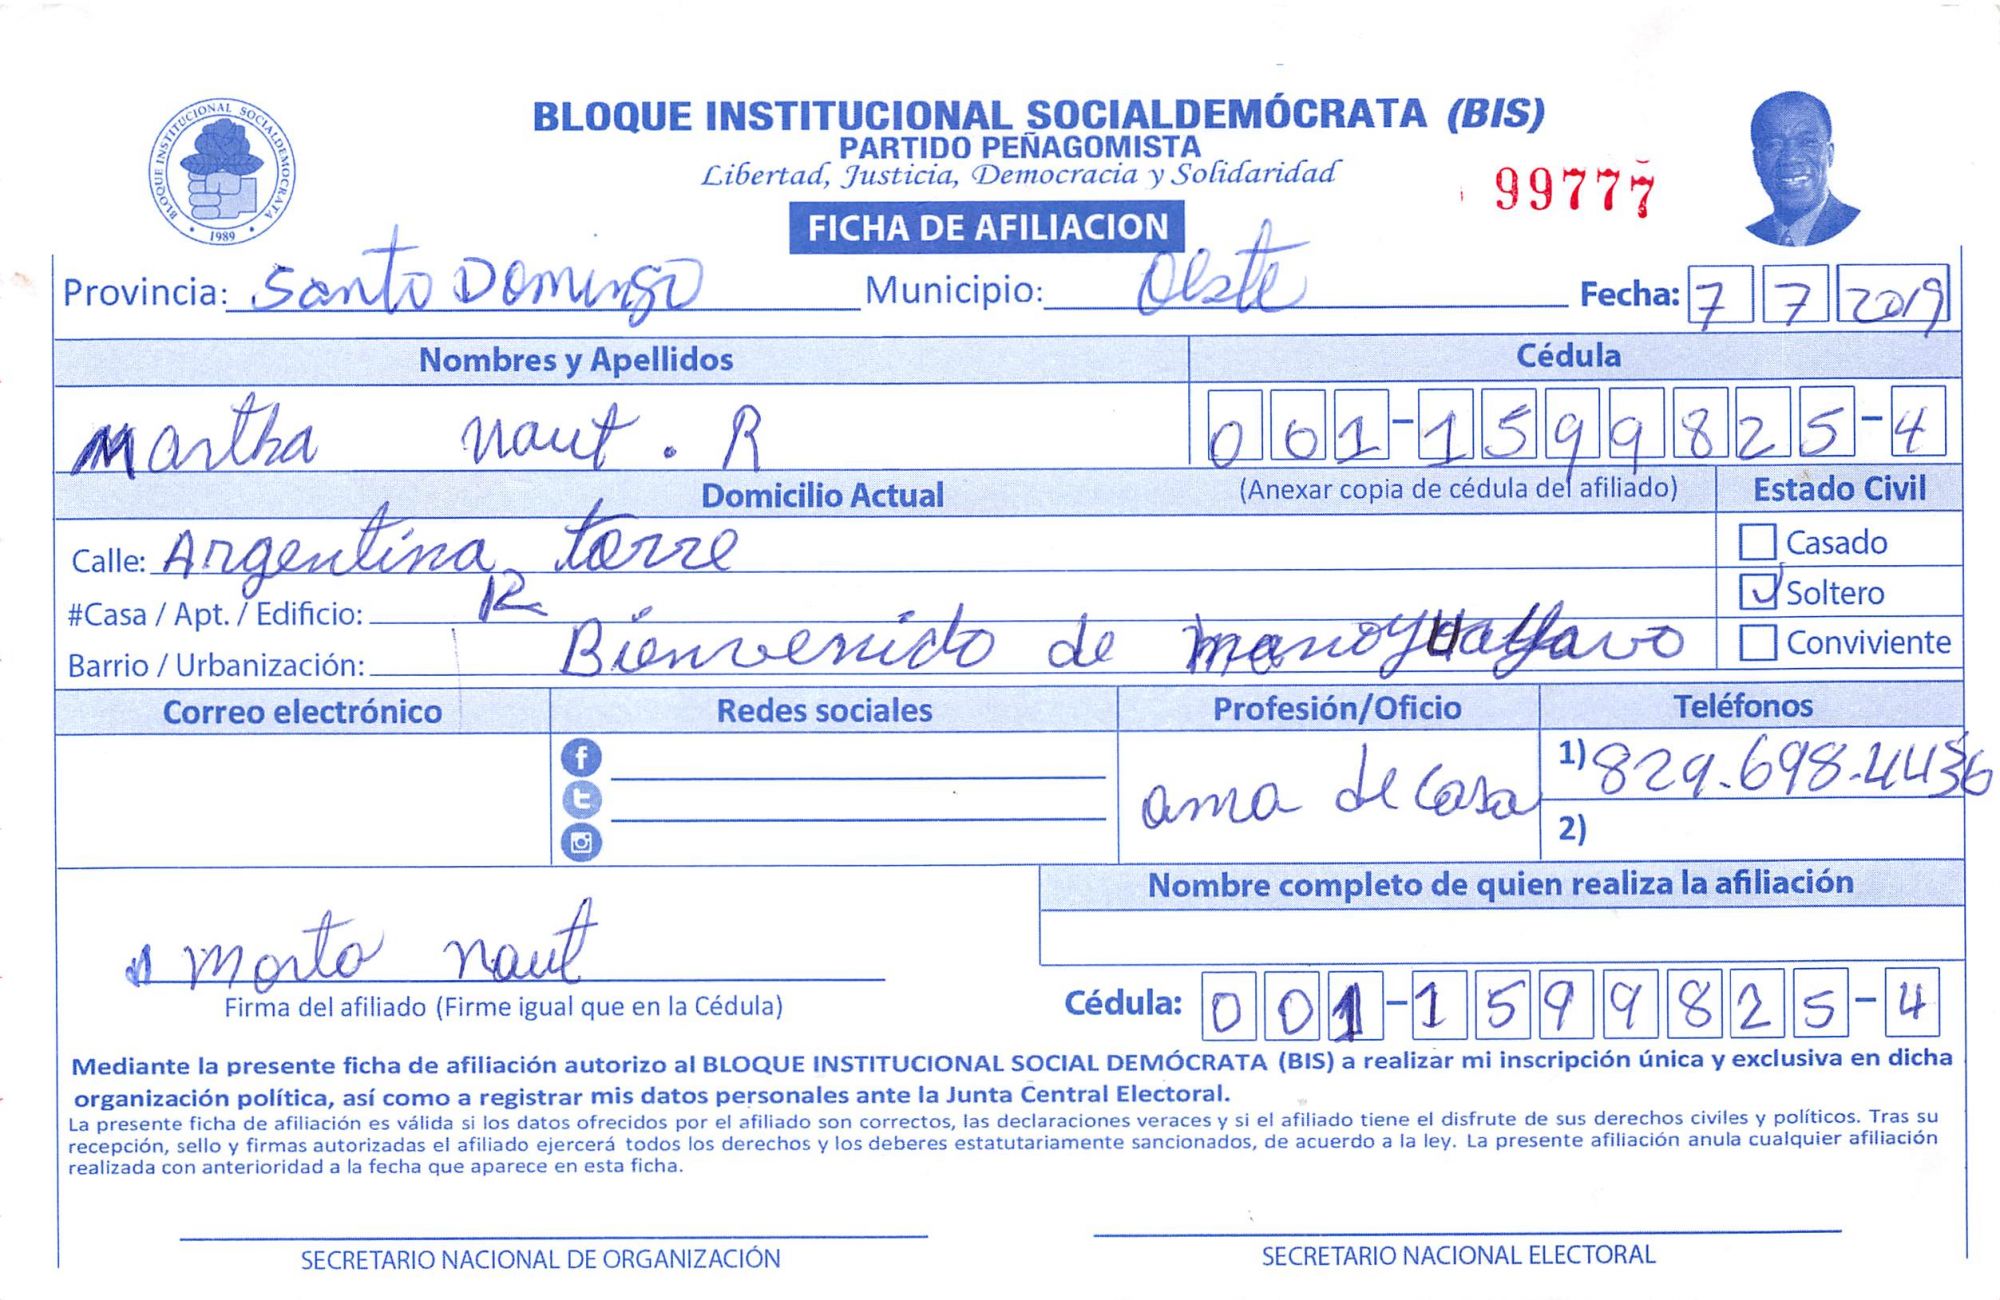 BLOQUE INSTITUCIONAL SOCIALDEMÓCRATA (BIS)
PARTIDO PEÑAGOMISTA
Libertad, Justicia, Democracia y Solidaridad
99777
BLOQUE INSTITUCIONAL SOCIALDEMOCRATA
1989
FICHA DE AFILIACION
Provincia: Santo Domingo Municipio: Oeste Fecha: 7 7 2019
Nombres y Apellidos Cédula
Martha Naut . R 001-1599825-4
Domicilio Actual (Anexar copia de cédula del afiliado) Estado Civil
Calle: Argentina torre Casado
#Casa / Apt. / Edificio: Soltero
Barrio / Urbanización: Bienvenido de Conviviente
Correo electrónico Redes sociales Profesión/Oficio Teléfonos
ama de casa 1) 829-698-4436
2)
Nombre completo de quien realiza la afiliación
Morta naut
Firma del afiliado (Firme igual que en la Cédula) Cédula: 001-1599825-4
Mediante la presente ficha de afiliación autorizo al BLOQUE INSTITUCIONAL SOCIAL DEMÓCRATA (BIS) a realizar mi inscripción única y exclusiva en dicha
organización política, así como a registrar mis datos personales ante la Junta Central Electoral.
La presente ficha de afiliación es válida si los datos ofrecidos por el afiliado son correctos, las declaraciones veraces y si el afiliado tiene el disfrute de sus derechos civiles y políticos. Tras su
recepción, sello y firmas autorizadas el afiliado ejercerá todos los derechos y los deberes estatutariamente sancionados, de acuerdo a la ley. La presente afiliación anula cualquier afiliación
realizada con anterioridad a la fecha que aparece en esta ficha.
SECRETARIO NACIONAL DE ORGANIZACIÓN SECRETARIO NACIONAL ELECTORAL